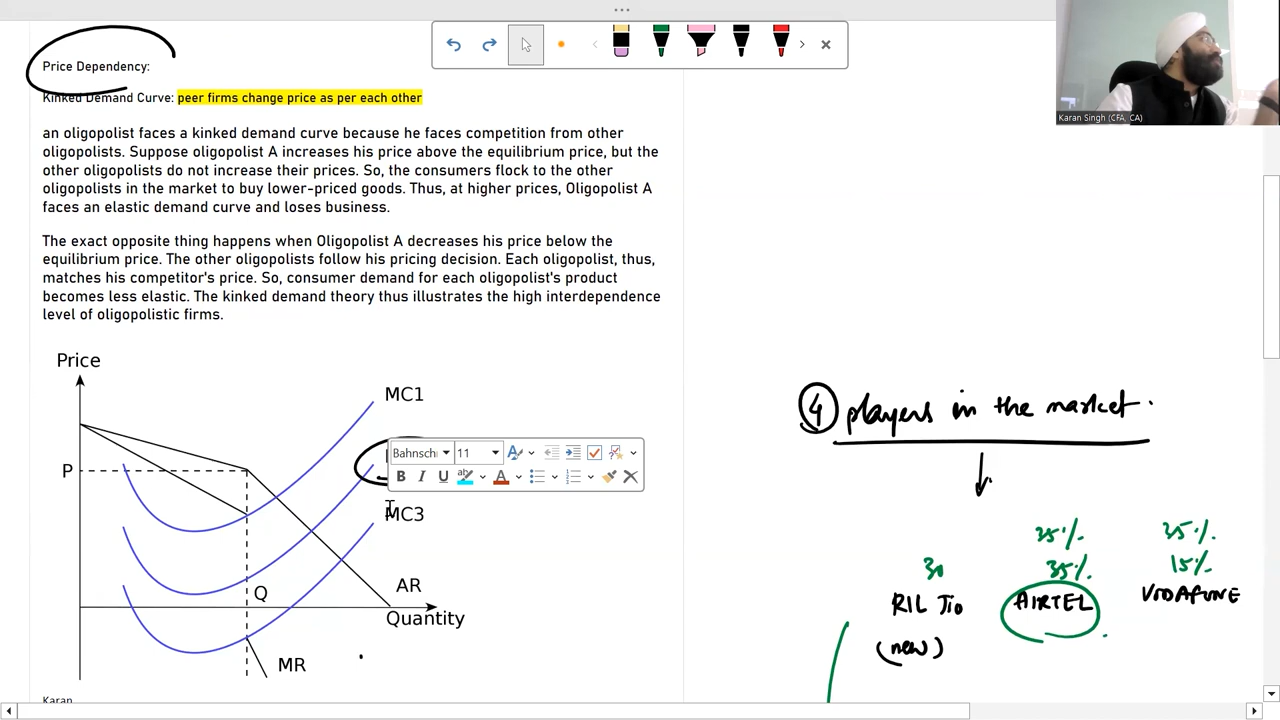 Price Dependency:
Kinked Demand Curve: peer firms change price as per each other
an oligopolist faces a kinked demand curve because he faces competition from other
oligopolists. Suppose oligopolist A increases his price above the equilibrium price, but the
other oligopolists do not increase their prices. So, the consumers flock to the other
oligopolists in the market to buy lower-priced goods. Thus, at higher prices, Oligopolist A
faces an elastic demand curve and loses business.
The exact opposite thing happens when Oligopolist A decreases his price below the
equilibrium price. The other oligopolists follow his pricing decision. Each oligopolist, thus,
matches his competitor's price. So, consumer demand for each oligopolist's product
becomes less elastic. The kinked demand theory thus illustrates the high interdependence
level of oligopolistic firms.
Price
MC1
P
MC3
Q
AR
Quantity
MR
Karan
Bahnsch 11
B I U A
Karan Singh (CFA, CA)
4 players in the market.
35% 35%
30 35% 15%
RIL Jio AIRTEL VODAFONE
(new)